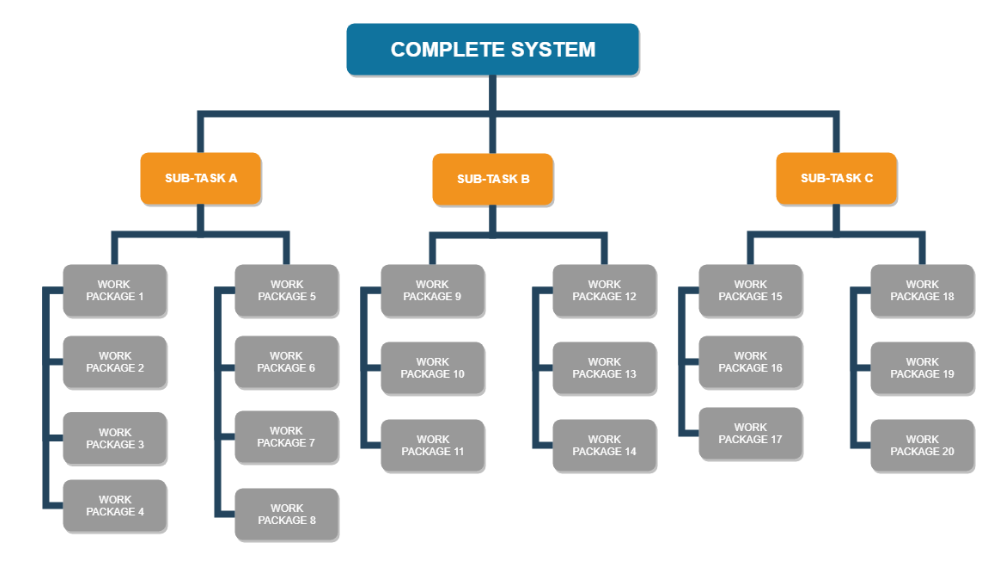 COMPLETE SYSTEM
SUB-TASK A
SUB-TASK B
SUB-TASK C
WORK
PACKAGE 1
WORK
PACKAGE 2
WORK
PACKAGE 3
WORK
PACKAGE 4
WORK
PACKAGE 5
WORK
PACKAGE 6
WORK
PACKAGE 7
WORK
PACKAGE 8
WORK
PACKAGE 9
WORK
PACKAGE 10
WORK
PACKAGE 11
WORK
PACKAGE 12
WORK
PACKAGE 13
WORK
PACKAGE 14
WORK
PACKAGE 15
WORK
PACKAGE 16
WORK
PACKAGE 17
WORK
PACKAGE 18
WORK
PACKAGE 19
WORK
PACKAGE 20